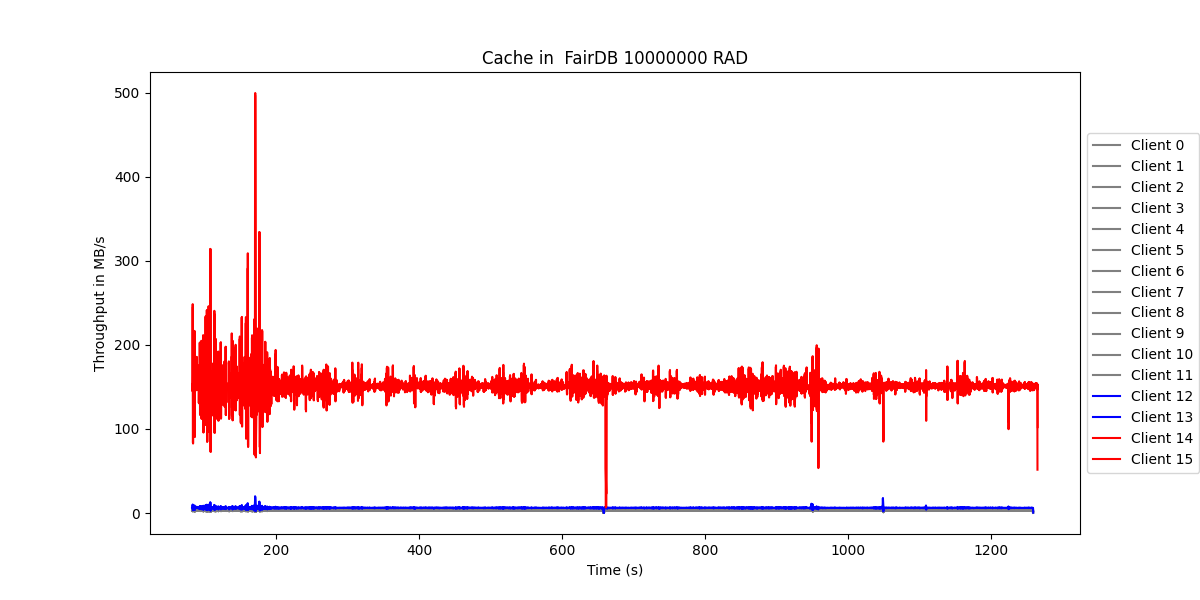 Cache in  FairDB 10000000 RAD
Throughput in MB/s
500
400
300
200
100
0
200
400
600
800
1000
1200
Time (s)
Client 0
Client 1
Client 2
Client 3
Client 4
Client 5
Client 6
Client 7
Client 8
Client 9
Client 10
Client 11
Client 12
Client 13
Client 14
Client 15